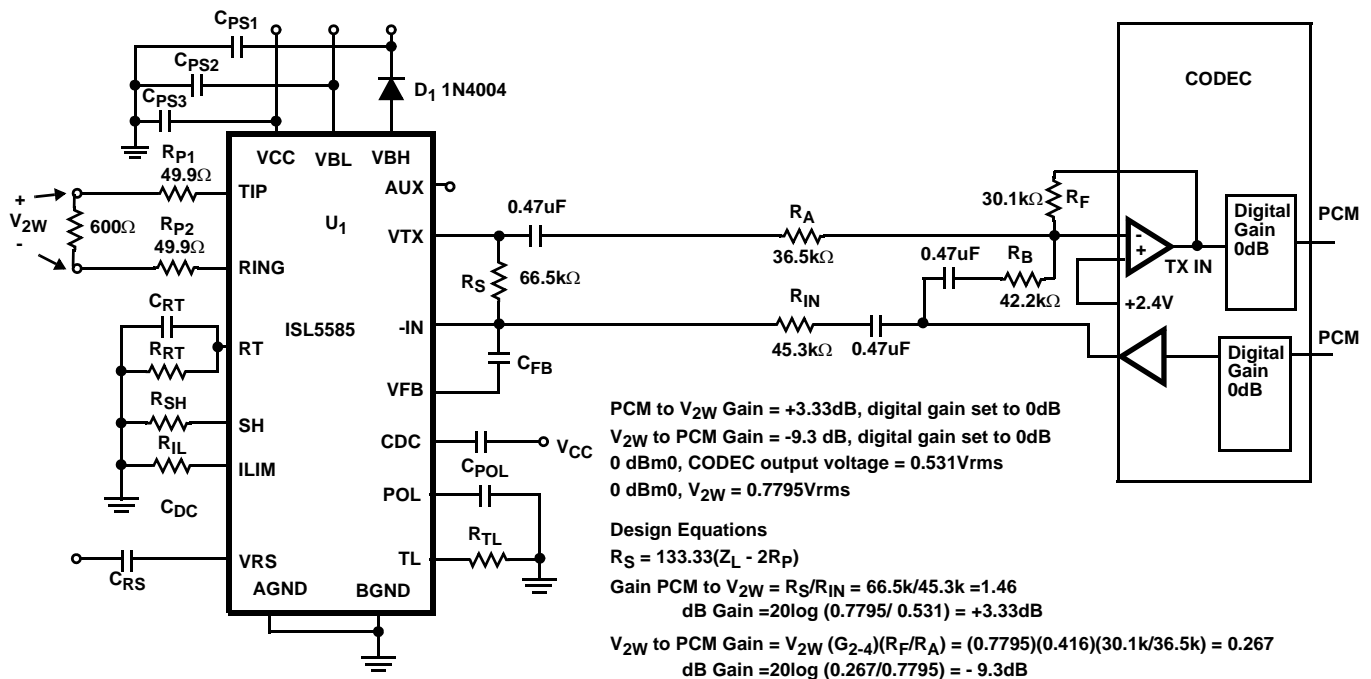 CPS1
CPS2
CPS3
D1 1N4004
CODEC
RP1
49.9Ω
VCC
VBL
VBH
TIP
AUX
+
V2W
-
600Ω
RP2
49.9Ω
RING
U1
VTX
0.47uF
RA
36.5kΩ
30.1kΩ
RF
-
+
TX IN
+2.4V
Digital
Gain
0dB
PCM
RS
66.5kΩ
0.47uF
RB
42.2kΩ
CRT
RRT
RT
ISL5585
-IN
RIN
45.3kΩ
0.47uF
CFB
VFB
Digital
Gain
0dB
PCM
RSH
SH
RIL
ILIM
CDC
CDC
VCC
CPOL
POL
RTL
TL
CRS
VRS
AGND
BGND
PCM to V2W Gain = +3.33dB, digital gain set to 0dB
V2W to PCM Gain = -9.3 dB, digital gain set to 0dB
0 dBm0, CODEC output voltage = 0.531Vrms
0 dBm0, V2W = 0.7795Vrms
Design Equations
RS = 133.33(ZL - 2RP)
Gain PCM to V2W = RS/RIN = 66.5k/45.3k =1.46
dB Gain =20log (0.7795/ 0.531) = +3.33dB
V2W to PCM Gain = V2W (G2-4)(RF/RA) = (0.7795)(0.416)(30.1k/36.5k) = 0.267
dB Gain =20log (0.267/0.7795) = - 9.3dB